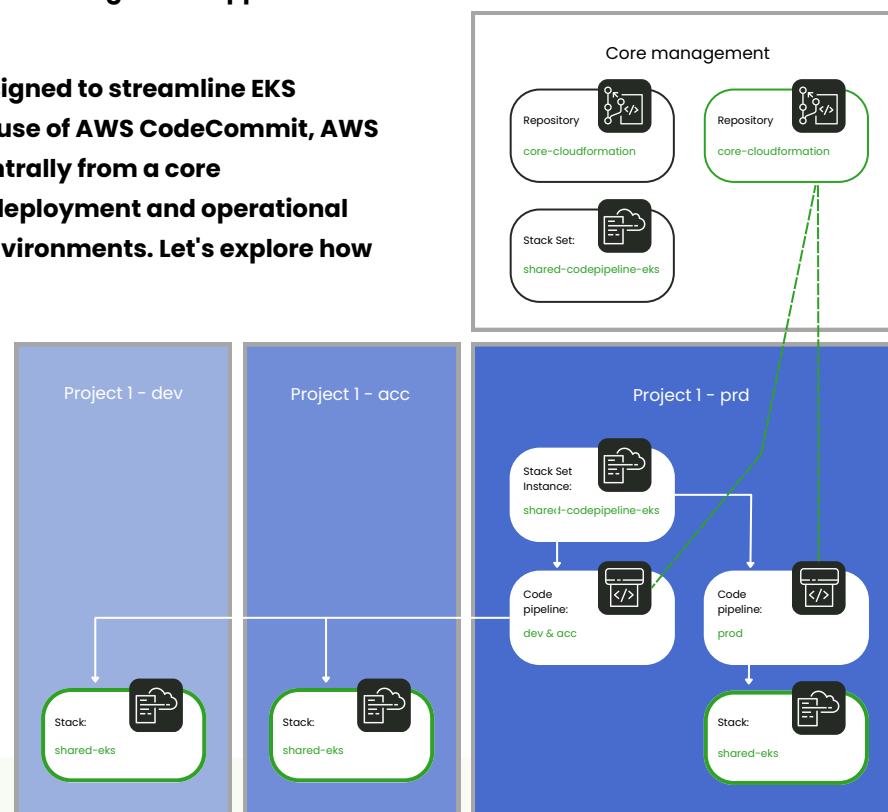 igned to streamline EKS
use of AWS CodeCommit, AWS
ntrally from a core
deployment and operational
vironments. Let's explore how
Core management
Repository
core-cloudformation
Repository
core-cloudformation
Stack Set:
shared-codepipeline-eks
Project 1 - dev
Project 1 - acc
Project 1 - prd
Stack Set
Instance:
shared-codepipeline-eks
Code
pipeline:
dev & acc
Code
pipeline:
prod
Stack:
shared-eks
Stack:
shared-eks
Stack:
shared-eks